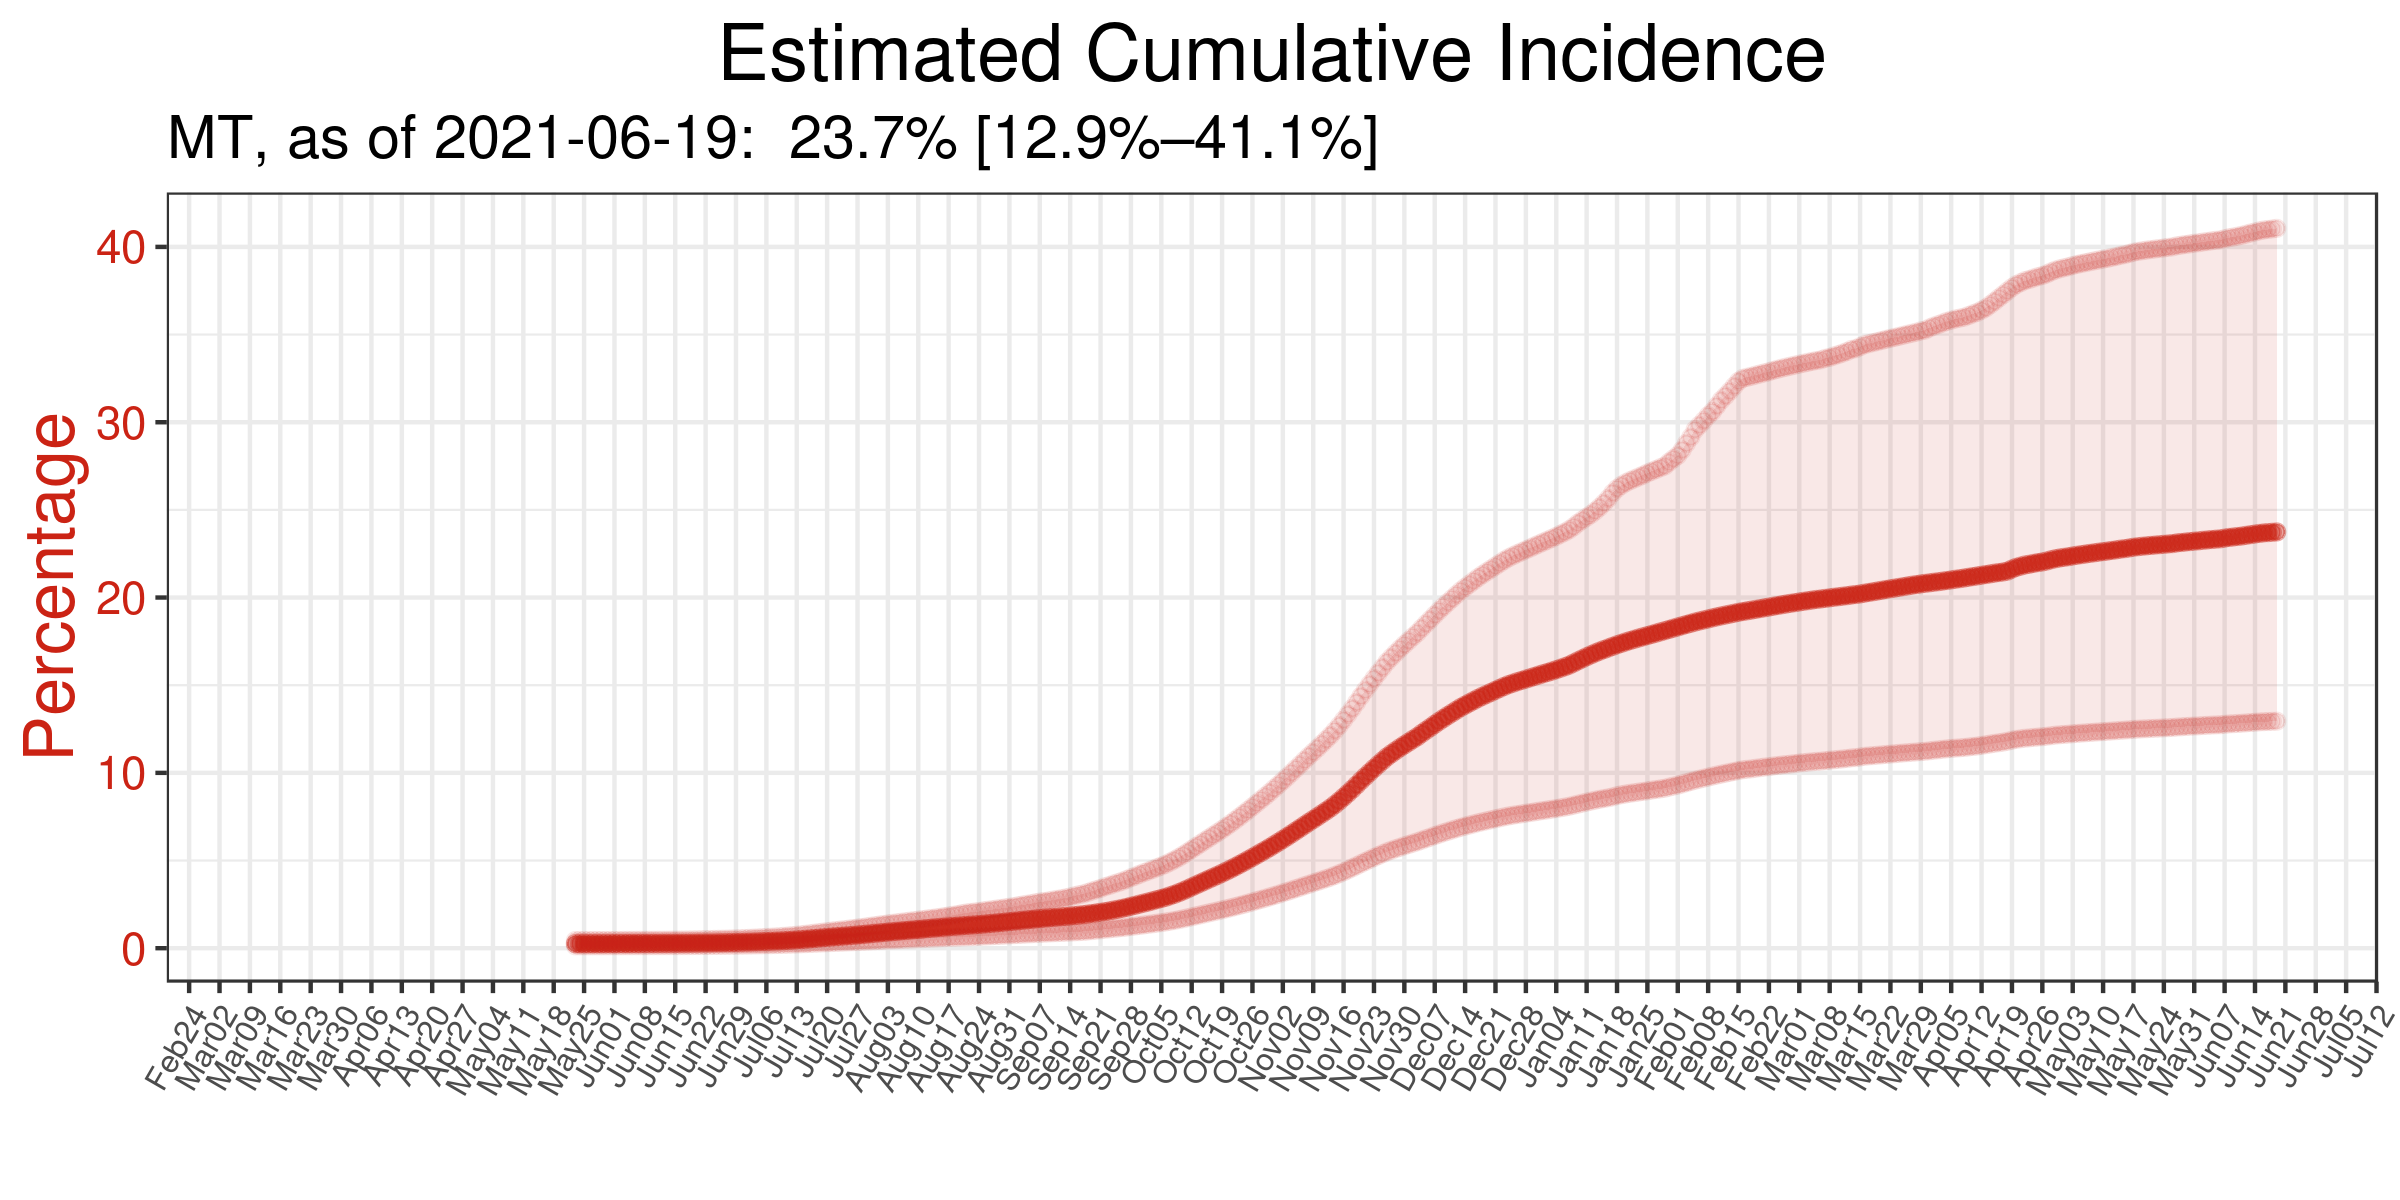 Estimated Cumulative Incidence
MT, as of 2021-06-19: 23.7% [12.9%–41.1%]
Percentage
40
30
20
10
0
Feb24
Mar02
Mar09
Mar16
Mar23
Mar30
Apr06
Apr13
Apr20
Apr27
May04
May11
May18
May25
Jun01
Jun08
Jun15
Jun22
Jun29
Jul06
Jul13
Jul20
Jul27
Aug03
Aug10
Aug17
Aug24
Aug31
Sep07
Sep14
Sep21
Sep28
Oct05
Oct12
Oct19
Oct26
Nov02
Nov09
Nov16
Nov23
Nov30
Dec07
Dec14
Dec21
Dec28
Jan04
Jan11
Jan18
Jan25
Feb01
Feb08
Feb15
Feb22
Mar01
Mar08
Mar15
Mar22
Mar29
Apr05
Apr12
Apr19
Apr26
May03
May10
May17
May24
May31
May07
Jun14
Jun21
Jun28
Jul05
Jul12